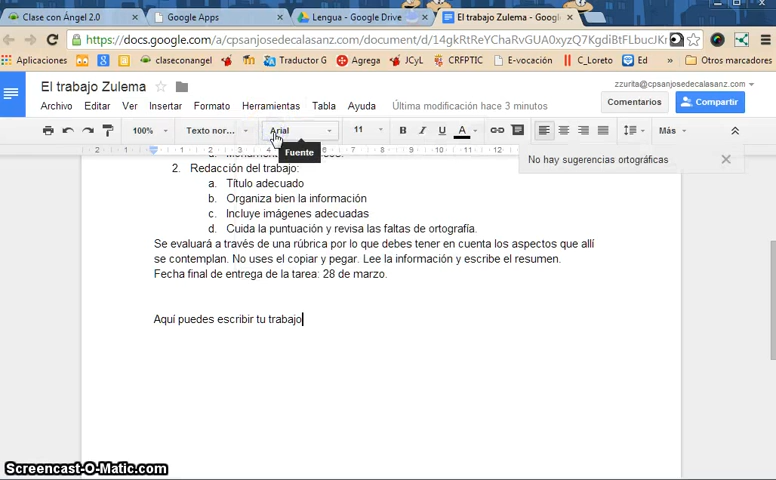 Clase con Ángel 2.0
Google Apps
Lengua - Google Drive
El trabajo Zulema - Googl
https://docs.google.com/a/cpsanjosedecalasanz.com/document/d/14gkRtReYChaRvGUA0xyzQ7KgdiBtFLbucJKr
Aplicaciones
claseconangel
Traductor G
Agrega
JCyL
CRFPTIC
E-vocación
C_Loreto
Ed
Otros marcadores
El trabajo Zulema
zzurita@cpsanjosedecalasanz.com
Archivo Editar Ver Insertar Formato Herramientas Tabla Ayuda Última modificación hace 3 minutos
Comentarios
Compartir
100% Texto nor... Arial 11 B I U A Más
Fuente
No hay sugerencias ortográficas
2 1 1 2 3 4
2. Redacción del trabajo:
a. Título adecuado
b. Organiza bien la información
c. Incluye imágenes adecuadas
d. Cuida la puntuación y revisa las faltas de ortografía.
Se evaluará a través de una rúbrica por lo que debes tener en cuenta los aspectos que allí
se contemplan. No uses el copiar y pegar. Lee la información y escribe el resumen.
Fecha final de entrega de la tarea: 28 de marzo.
Aquí puedes escribir tu trabajo
Screencast-O-Matic.com